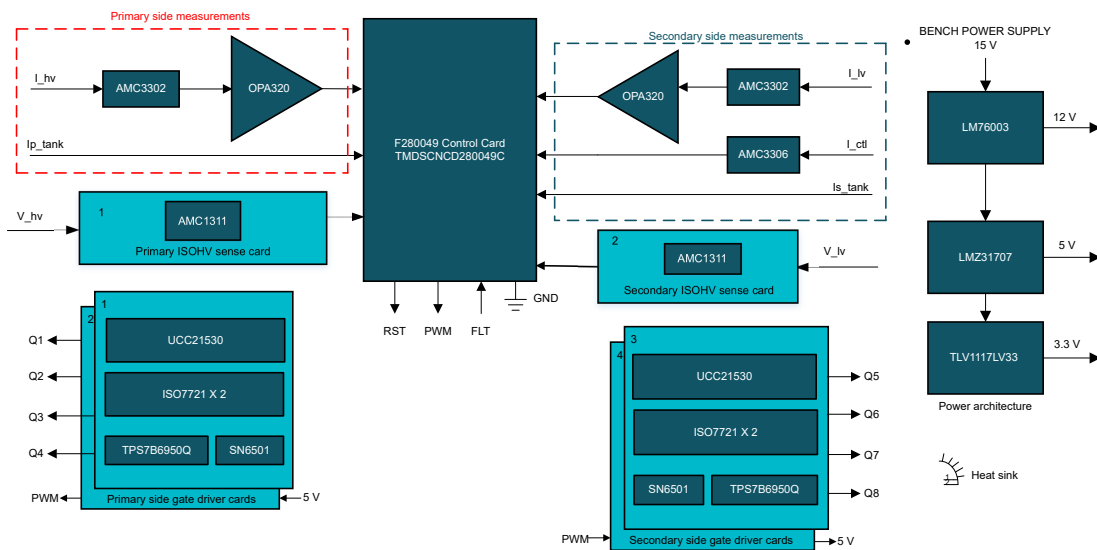 Primary side measurements
I_hv
AMC3302
OPA320
Ip_tank
V_hv
1
AMC1311
Primary ISOHV sense card
F280049 Control Card
TMDSCNCD280049C
RST
PWM
FLT
GND
Secondary side measurements
OPA320
AMC3302
I_lv
AMC3306
I_ctl
Is_tank
2
AMC1311
V_lv
Secondary ISOHV sense card
BENCH POWER SUPPLY
15 V
LM76003
12 V
LMZ31707
5 V
TLV1117LV33
3.3 V
Power architecture
Heat sink
1
2
Q1
Q2
Q3
Q4
UCC21530
ISO7721 X 2
TPS7B6950Q
SN6501
PWM
Primary side gate driver cards
5 V
3
4
UCC21530
ISO7721 X 2
SN6501
TPS7B6950Q
Q5
Q6
Q7
Q8
PWM
Secondary side gate driver cards
5 V